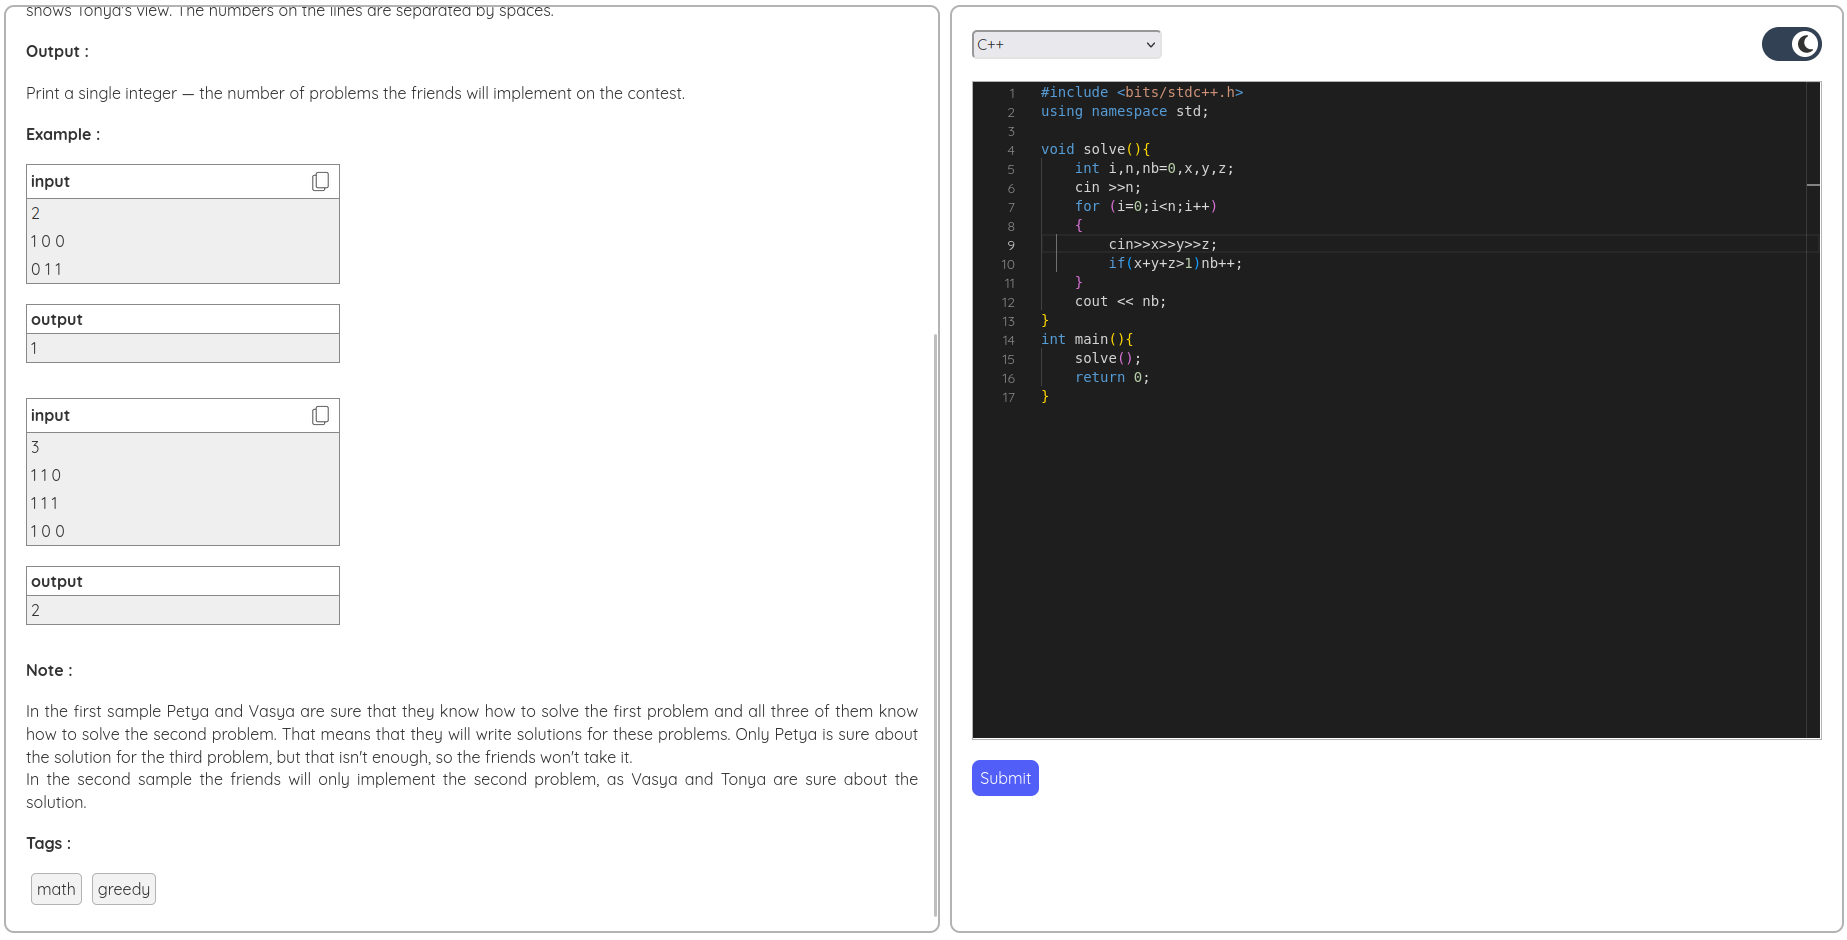 shows Tonya's view. The numbers on the lines are separated by spaces.
Output :
Print a single integer — the number of problems the friends will implement on the contest.
Example :
input
2
1 0 0
0 1 1
output
1
input
3
1 1 0
1 1 1
1 0 0
output
2
Note :
In the first sample Petya and Vasya are sure that they know how to solve the first problem and all three of them know
how to solve the second problem. That means that they will write solutions for these problems. Only Petya is sure about
the solution for the third problem, but that isn't enough, so the friends won't take it.
In the second sample the friends will only implement the second problem, as Vasya and Tonya are sure about the
solution.
Tags :
math greedy
C++
1 #include <bits/stdc++.h>
2 using namespace std;
3
4 void solve(){
5 int i,n,nb=0,x,y,z;
6 cin >>n;
7 for (i=0;i<n;i++)
8 {
9 cin>>x>>y>>z;
10 if(x+y+z>1)nb++;
11 }
12 cout << nb;
13 }
14 int main(){
15 solve();
16 return 0;
17 }
Submit